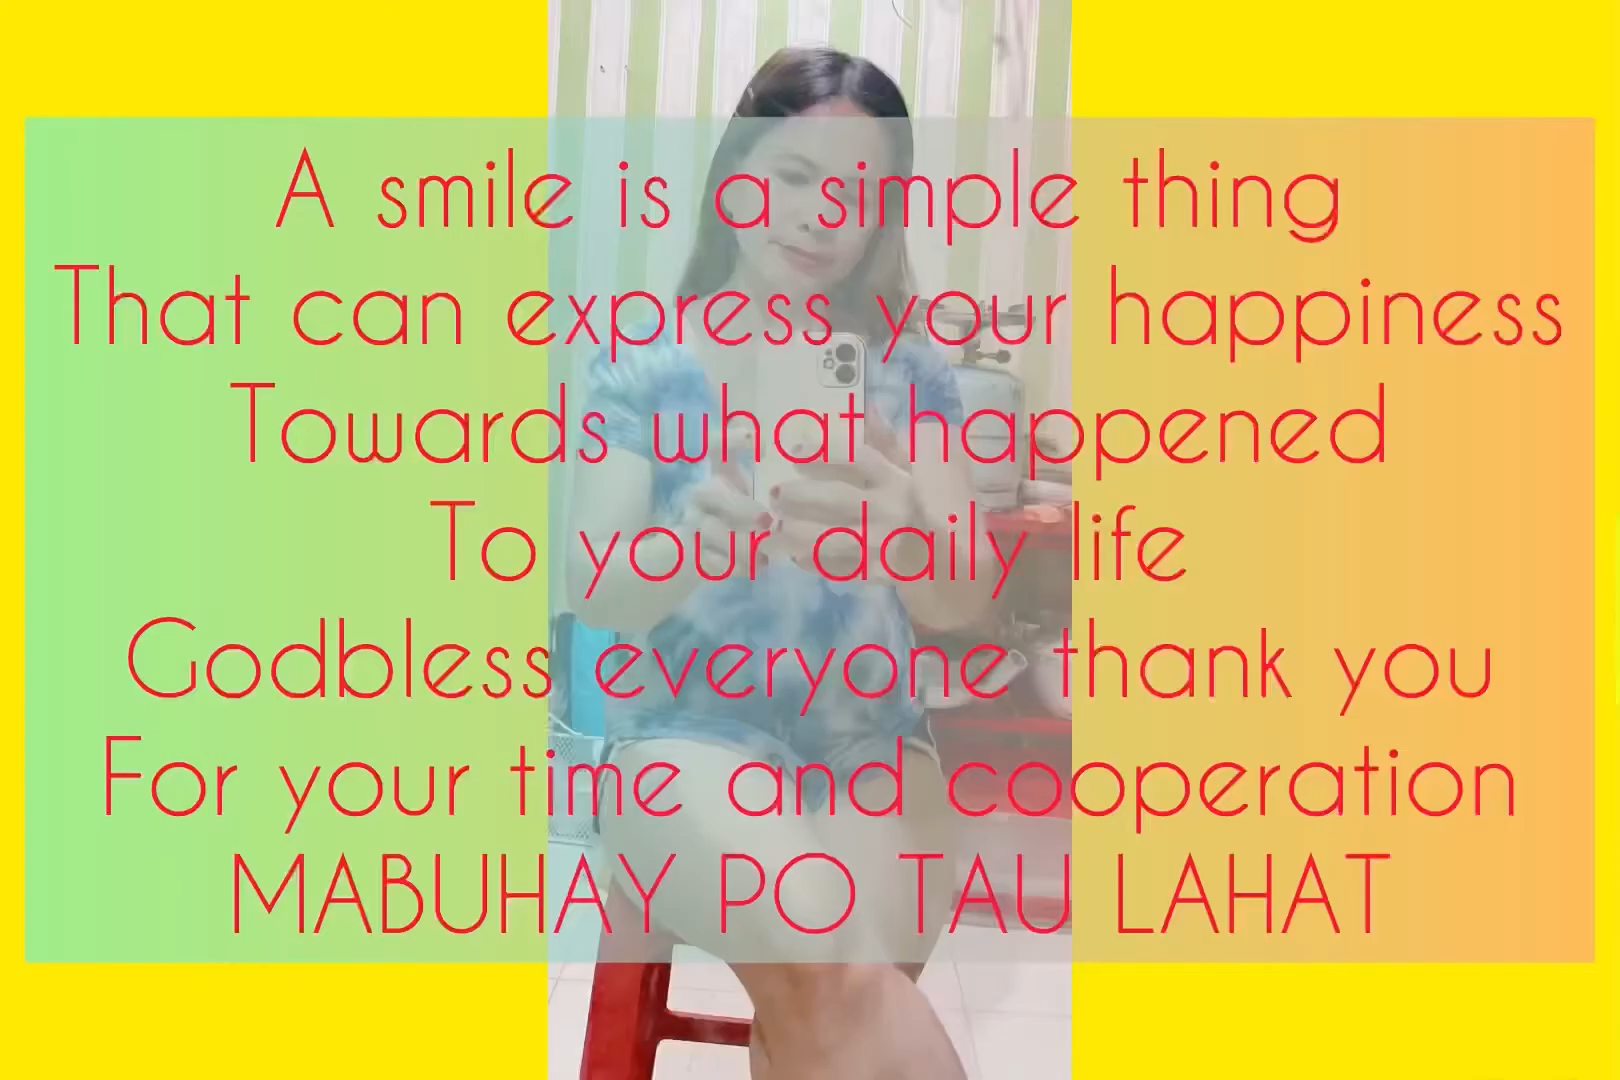 A smile is a simple thing
That can express your happiness
Towards what happened
To your daily life
Godbless everyone thank you
For your time and cooperation
MABUHAY PO TAU LAHAT